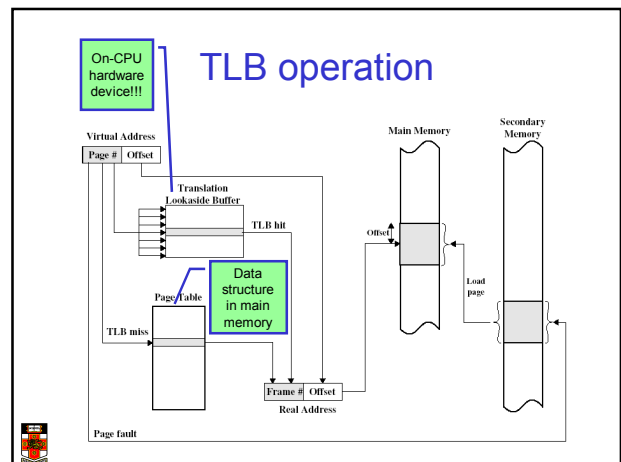 TLB operation
On-CPU
hardware
device!!!
Virtual Address
Page # Offset
Translation
Lookaside Buffer
TLB hit
Main Memory
Secondary
Memory
Offset
Load
page
Data
structure
in main
memory
Page Table
TLB miss
Frame # Offset
Real Address
Page fault